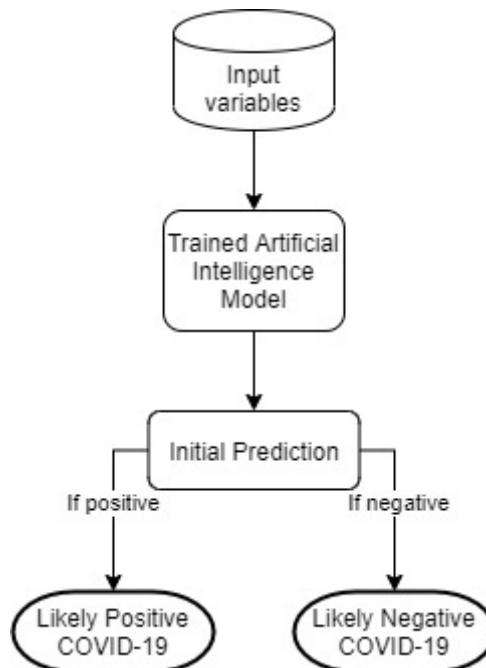 Input
variables
Trained Artificial
Intelligence
Model
Initial Prediction
If positive
If negative
Likely Positive
COVID-19
Likely Negative
COVID-19